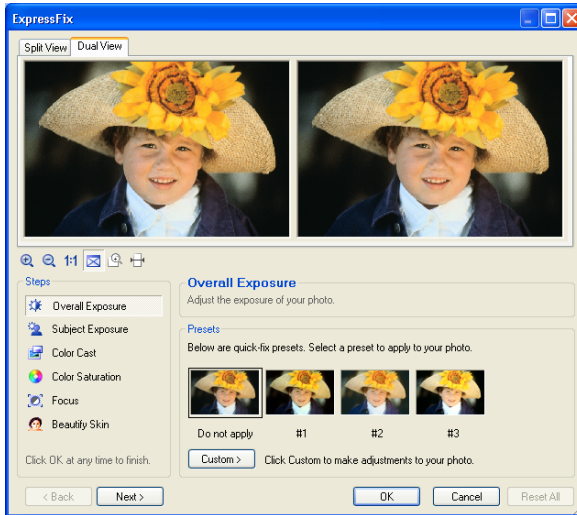 ExpressFix
Split View Dual View
1:1
Steps
Overall Exposure
Subject Exposure
Color Cast
Color Saturation
Focus
Beautify Skin
Click OK at any time to finish.
Overall Exposure
Adjust the exposure of your photo.
Presets
Below are quick-fix presets. Select a preset to apply to your photo.
Do not apply #1 #2 #3
Custom > Click Custom to make adjustments to your photo.
< Back Next > OK Cancel Reset All